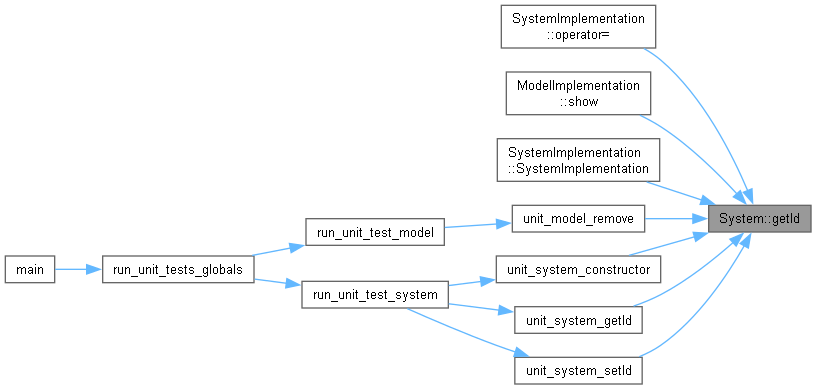 SystemImplementation
::operator=
ModelImplementation
::show
SystemImplementation
::SystemImplementation
System::getId
unit_model_remove
run_unit_test_model
main
run_unit_tests_globals
unit_system_constructor
run_unit_test_system
unit_system_getId
unit_system_setId